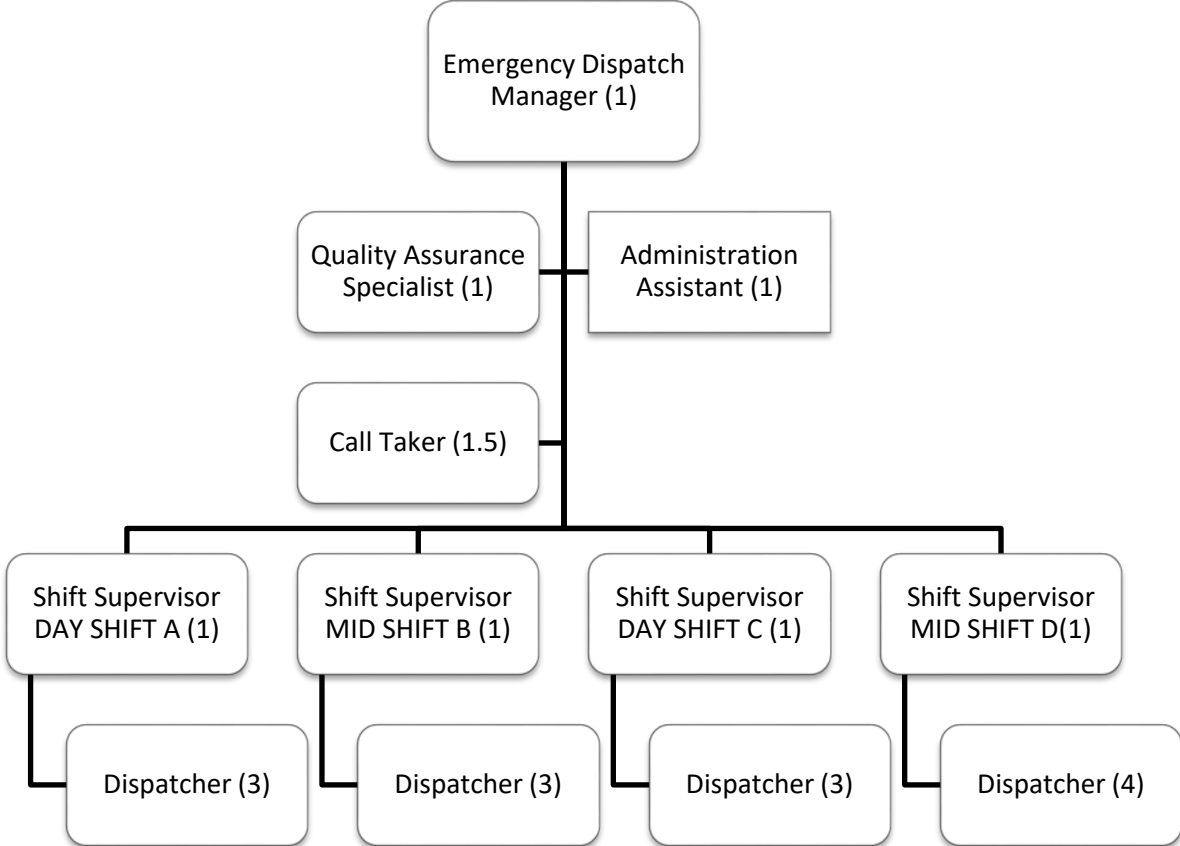 Emergency Dispatch
Manager (1)
Quality Assurance
Specialist (1)
Administration
Assistant (1)
Call Taker (1.5)
Shift Supervisor
DAY SHIFT A (1)
Shift Supervisor
MID SHIFT B (1)
Shift Supervisor
DAY SHIFT C (1)
Shift Supervisor
MID SHIFT D(1)
Dispatcher (3)
Dispatcher (3)
Dispatcher (3)
Dispatcher (4)